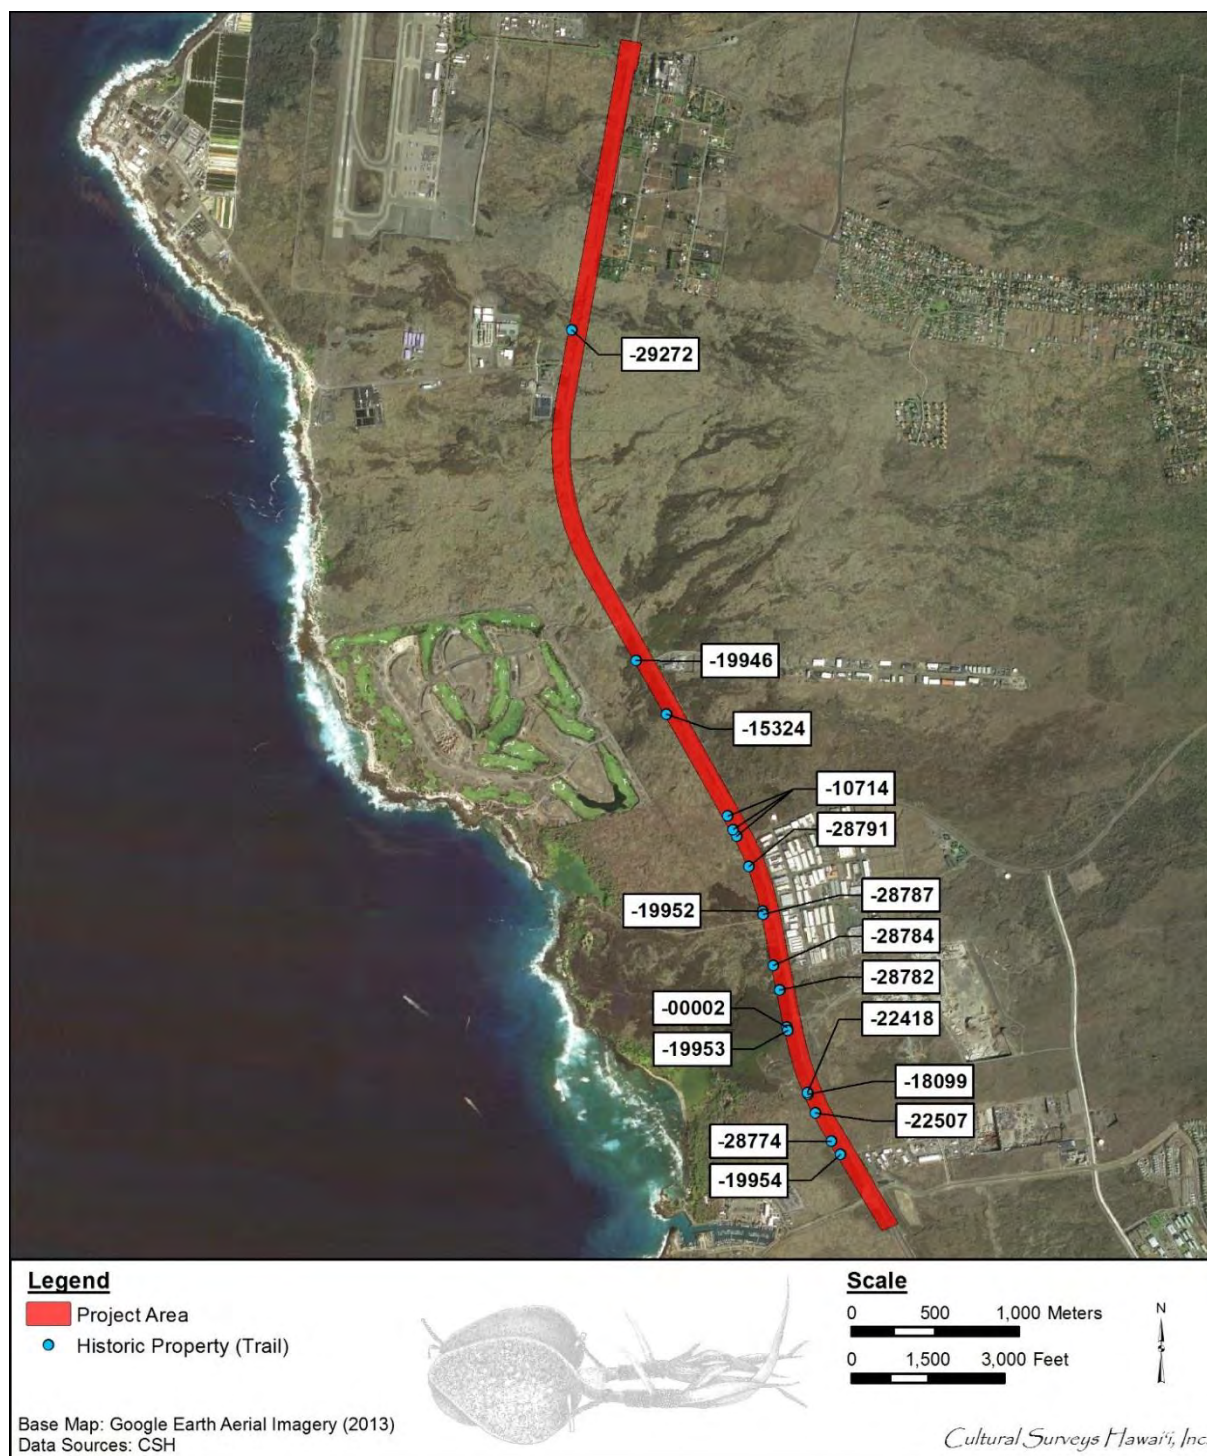 -29272
-19946
-15324
-10714
-28791
-19952
-28787
-28784
-28782
-00002
-22418
-19953
-18099
-22507
-28774
-19954
Legend
Project Area
Historic Property (Trail)
Scale
0 500 1,000 Meters
0 1,500 3,000 Feet
N
Base Map: Google Earth Aerial Imagery (2013)
Data Sources: CSH
Cultural Surveys Hawai'i, Inc.